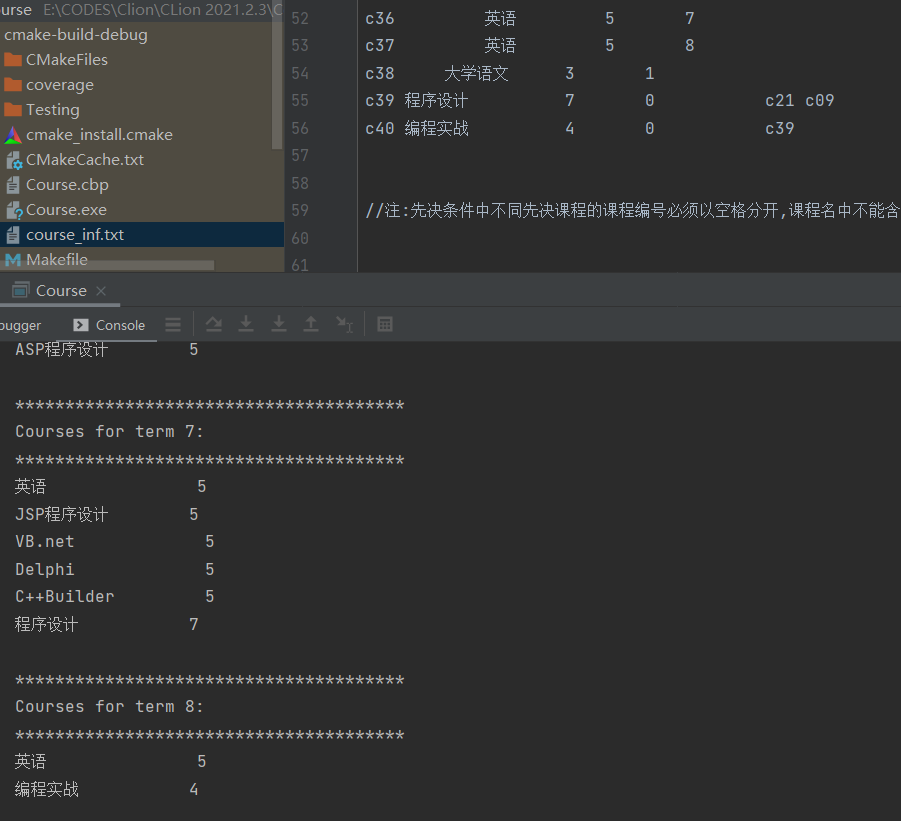 urse E:\CODES\Clion\CLion 2021.2.3\C
cmake-build-debug
CMakeFiles
coverage
Testing
cmake_install.cmake
CMakeCache.txt
Course.cbp
Course.exe
course_inf.txt
Makefile
52 c36 英语 5 7
53 c37 英语 5 8
54 c38 大学语文 3 1
55 c39 程序设计 7 0 c21 c09
56 c40 编程实战 4 0 c39
57
58
59 //注:先决条件中不同先决课程的课程编号必须以空格分开,课程名中不能含
60
61
Course
bugger Console
ASP程序设计 5
***************************************
Courses for term 7:
***************************************
英语 5
JSP程序设计 5
VB.net 5
Delphi 5
C++Builder 5
程序设计 7
***************************************
Courses for term 8:
***************************************
英语 5
编程实战 4